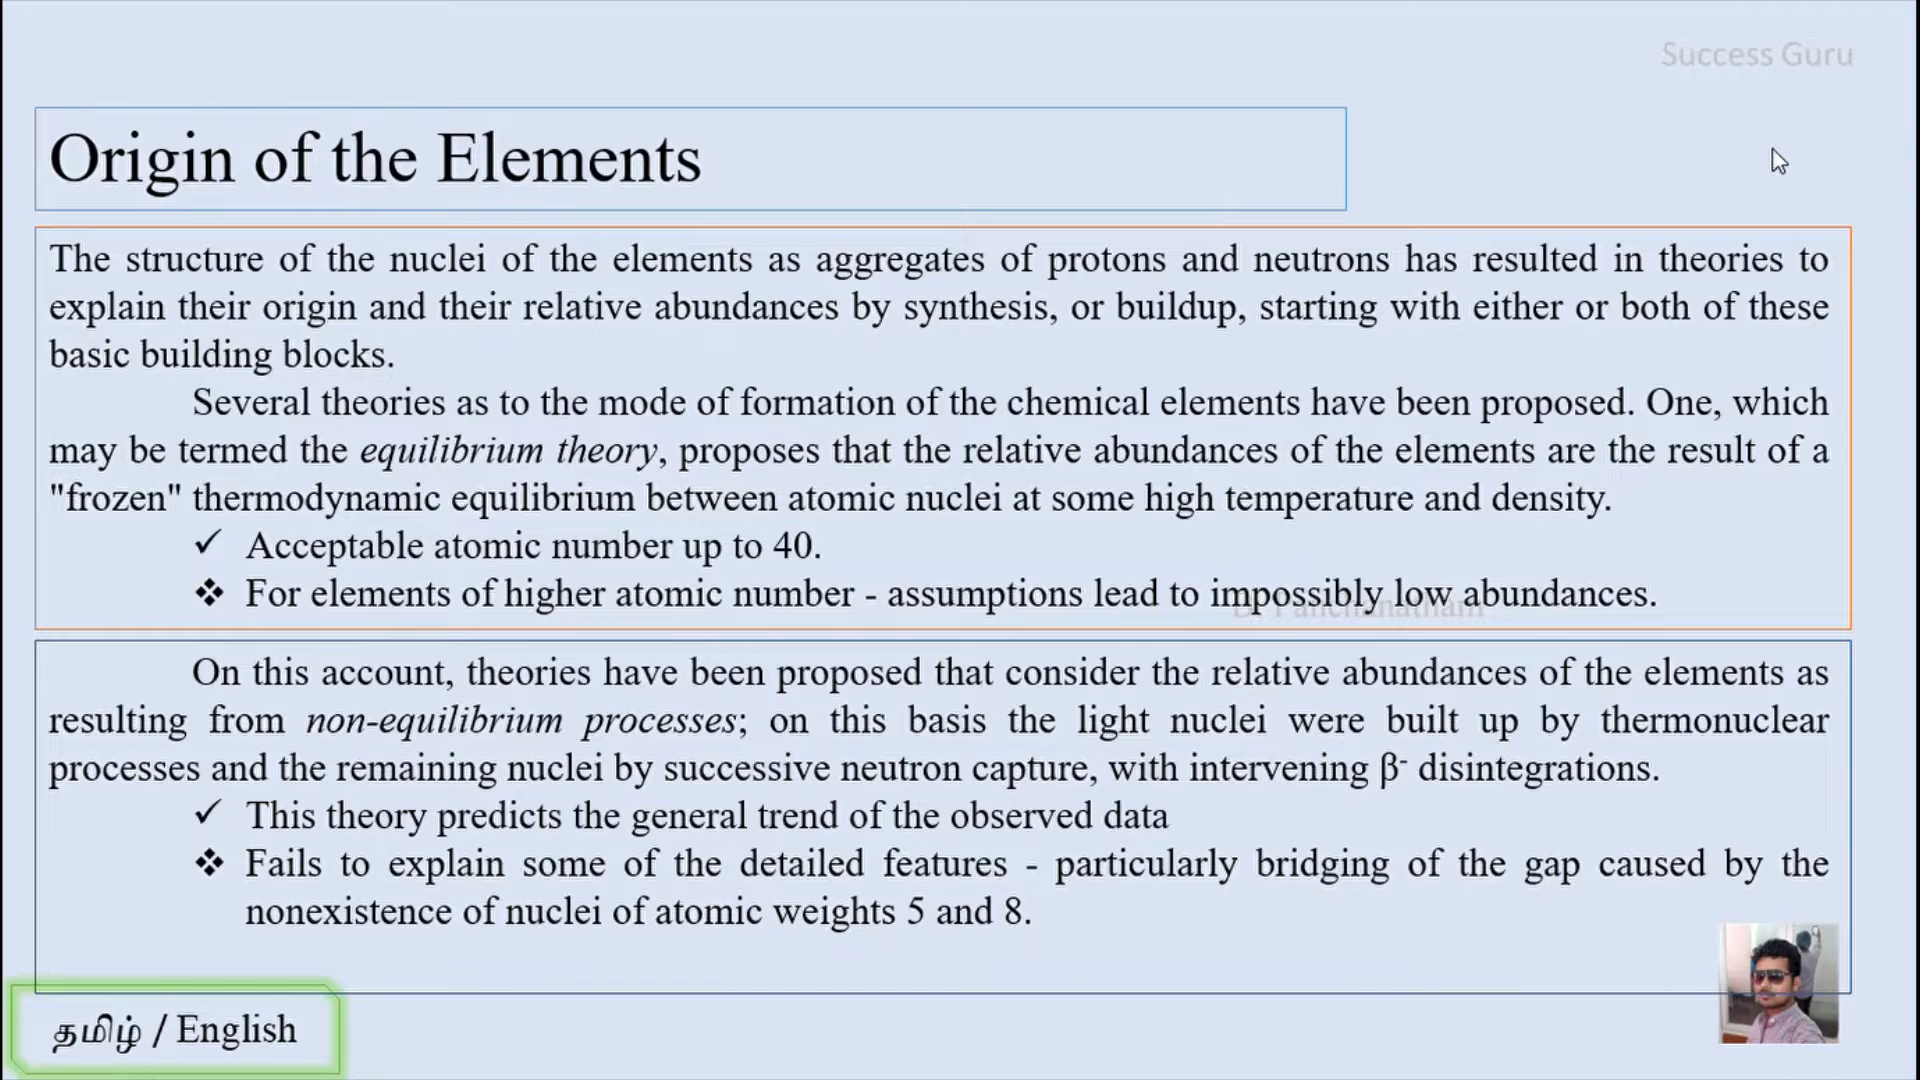 Success Guru
Origin of the Elements
The structure of the nuclei of the elements as aggregates of protons and neutrons has resulted in theories to
explain their origin and their relative abundances by synthesis, or buildup, starting with either or both of these
basic building blocks.
Several theories as to the mode of formation of the chemical elements have been proposed. One, which
may be termed the equilibrium theory, proposes that the relative abundances of the elements are the result of a
"frozen" thermodynamic equilibrium between atomic nuclei at some high temperature and density.
✓ Acceptable atomic number up to 40.
❖ For elements of higher atomic number - assumptions lead to impossibly low abundances.
On this account, theories have been proposed that consider the relative abundances of the elements as
resulting from non-equilibrium processes; on this basis the light nuclei were built up by thermonuclear
processes and the remaining nuclei by successive neutron capture, with intervening β⁻ disintegrations.
✓ This theory predicts the general trend of the observed data
❖ Fails to explain some of the detailed features - particularly bridging of the gap caused by the
nonexistence of nuclei of atomic weights 5 and 8.
தமிழ் / English